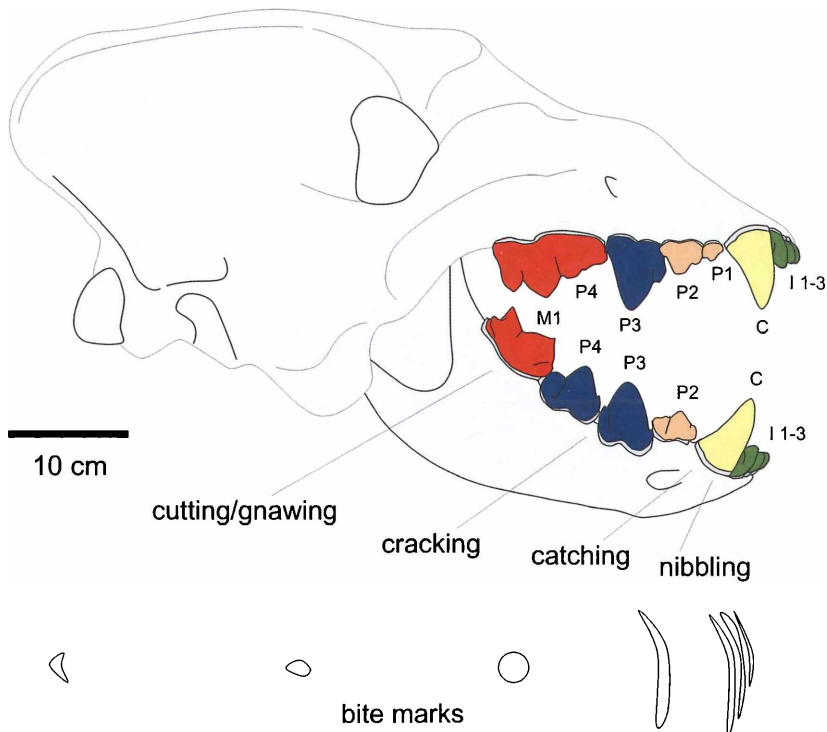 P4
P3
P2
P1
C
I 1-3
M1
P4
P3
P2
C
I 1-3
10 cm
cutting/gnawing
cracking
catching
nibbling
bite marks